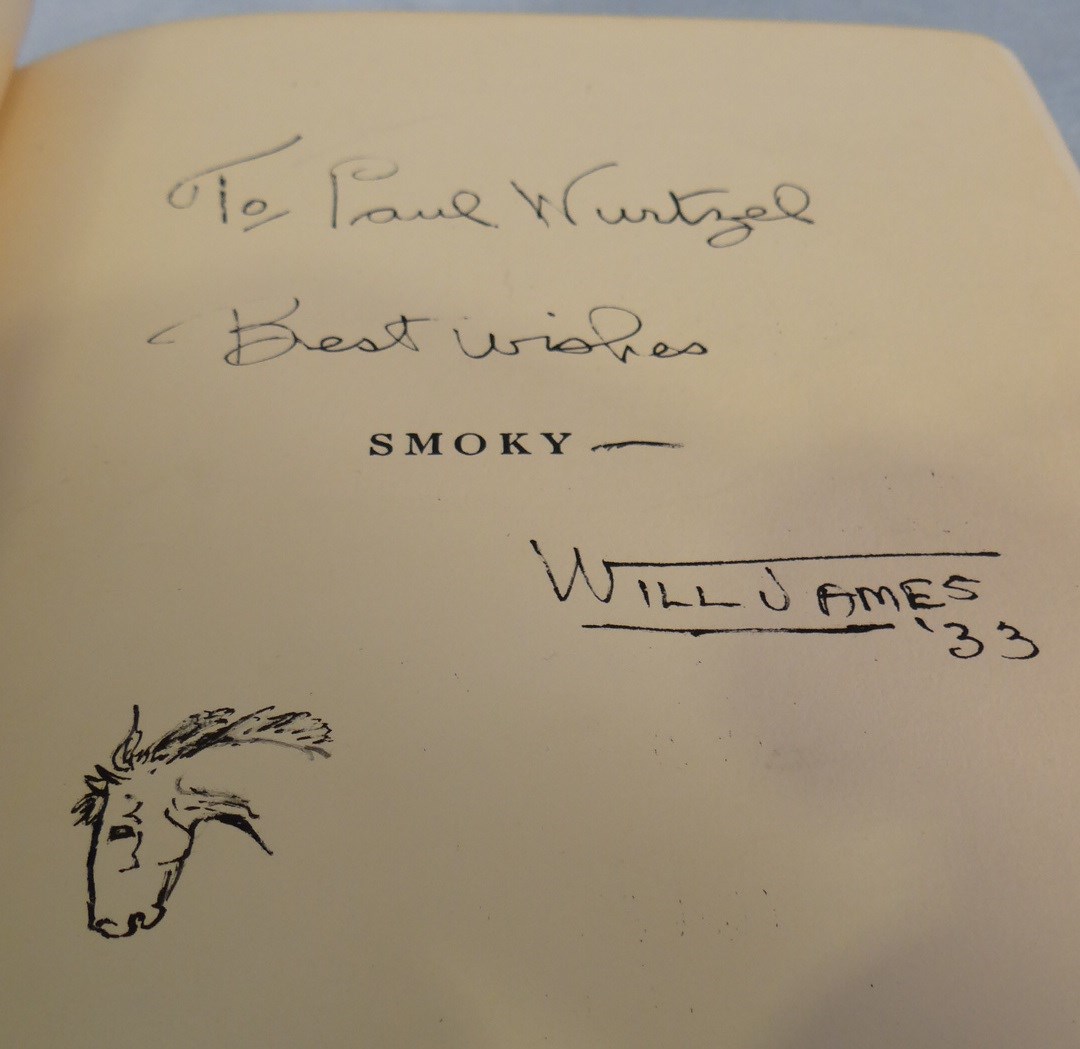 To Paul Wurtzel
Best wishes
SMOKY —
WILL JAMES
'33